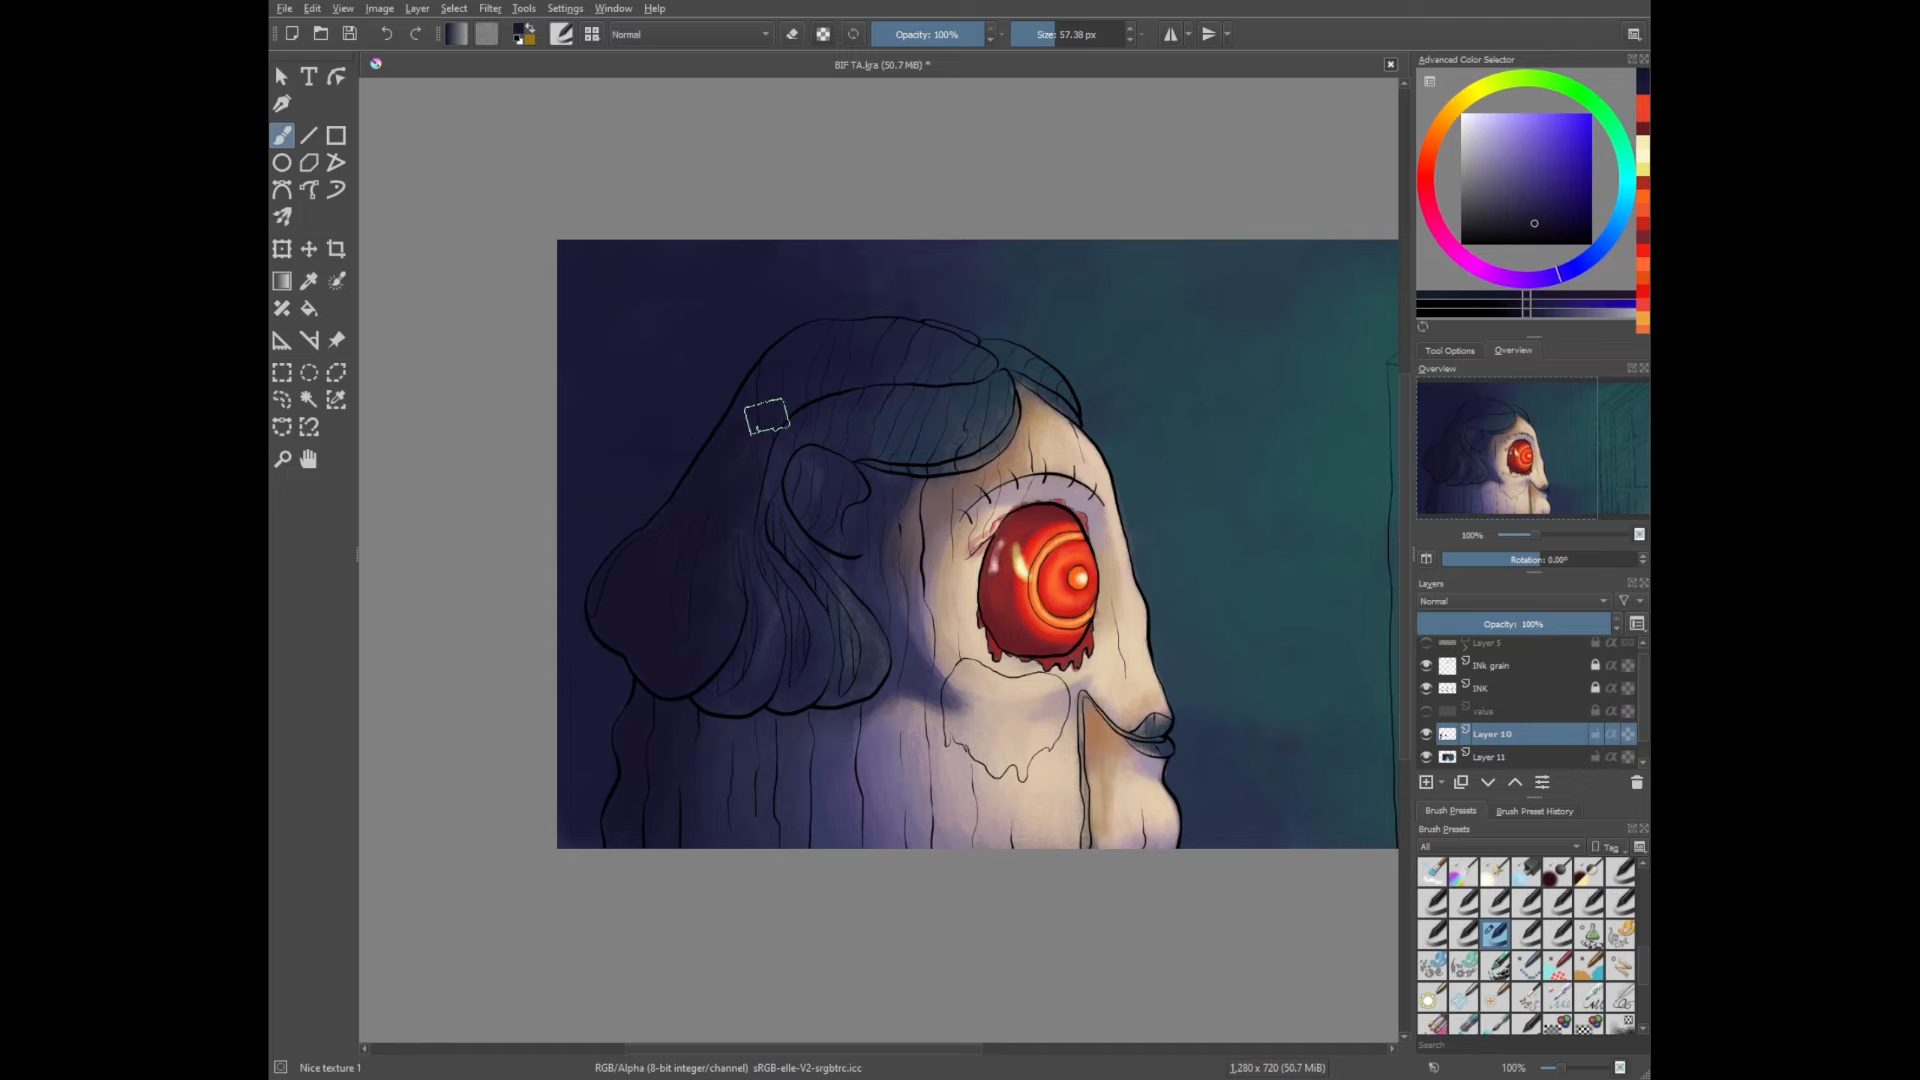 File Edit View Image Layer Select Filter Tools Settings Window Help
Normal
Opacity: 100%
Size: 57.38 px
BIF TA.kra (50.7 MiB) *
Advanced Color Selector
Tool Options
Overview
Overview
100%
Rotation: 0.00°
Layers
Normal
Opacity: 100%
Layer 5
INk grain
INK
value
Layer 10
Layer 11
Brush Presets
Brush Preset History
Brush Presets
All
Tag
Search
Nice texture 1
RGB/Alpha (8-bit integer/channel) sRGB-elle-V2-srgbtrc.icc
1,280 x 720 (50.7 MiB)
100%